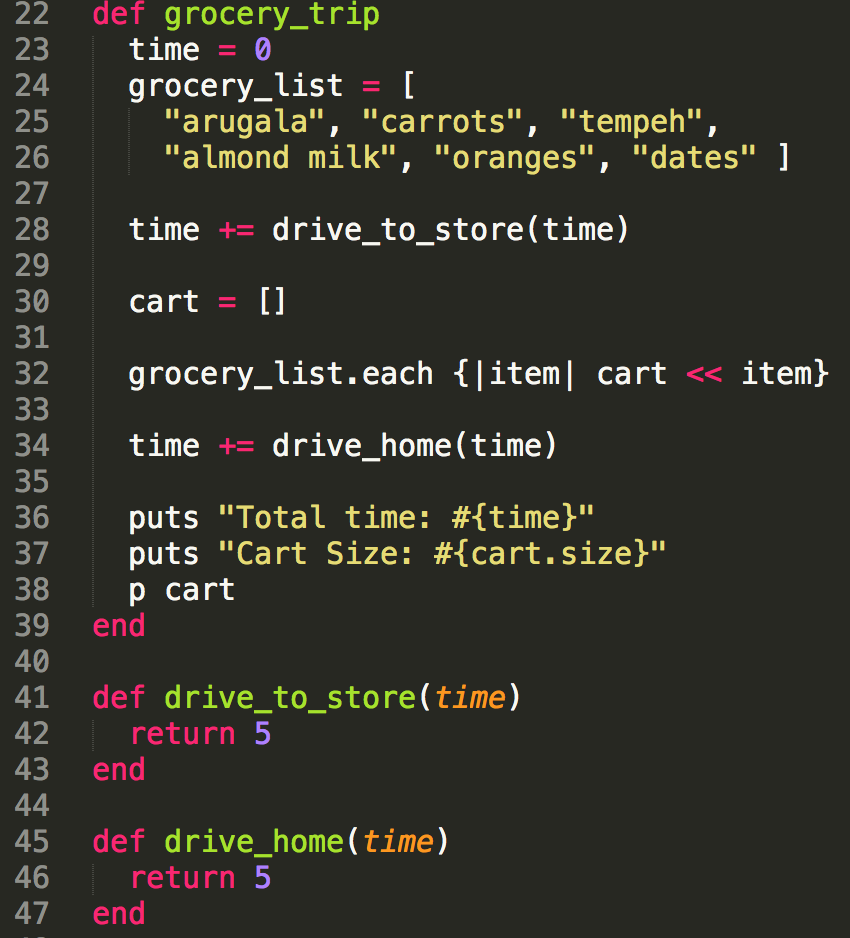 22 def grocery_trip
23   time = 0
24   grocery_list = [
25     "arugala", "carrots", "tempeh",
26     "almond milk", "oranges", "dates" ]
27
28   time += drive_to_store(time)
29
30   cart = []
31
32   grocery_list.each {|item| cart << item}
33
34   time += drive_home(time)
35
36   puts "Total time: #{time}"
37   puts "Cart Size: #{cart.size}"
38   p cart
39 end
40
41 def drive_to_store(time)
42   return 5
43 end
44
45 def drive_home(time)
46   return 5
47 end